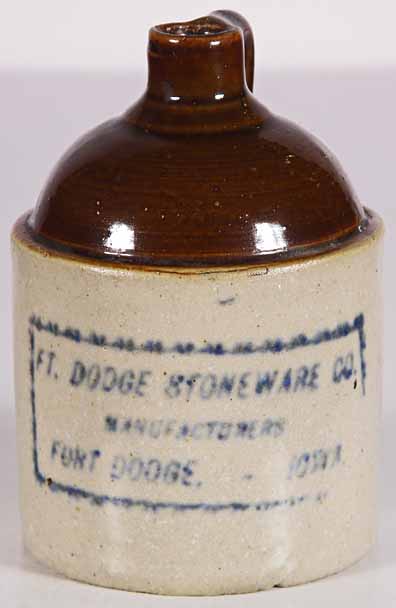 FT. DODGE STONEWARE CO.
MANUFACTURERS
FORT DODGE, - IOWA.